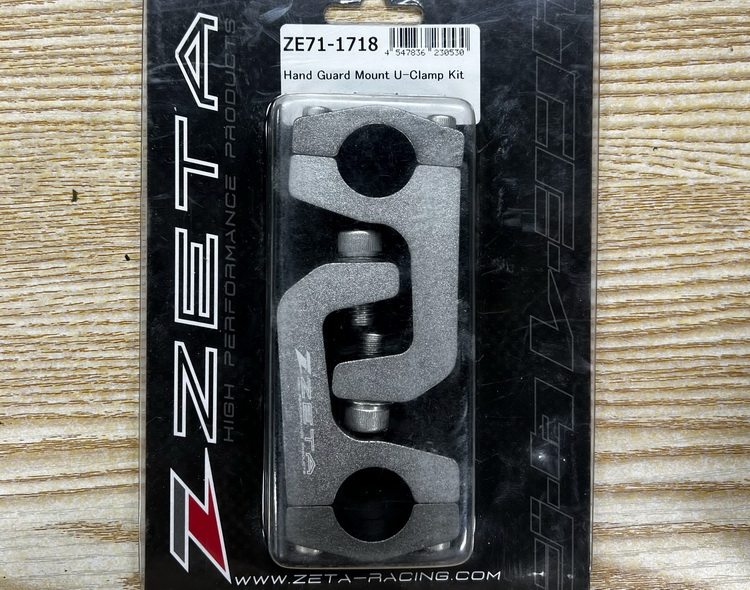 ZE71-1718
4 547836 230530
Hand Guard Mount U-Clamp Kit
ZETA
HIGH PERFORMANCE PRODUCTS
ZETA
WWW.ZETA-RACING.COM